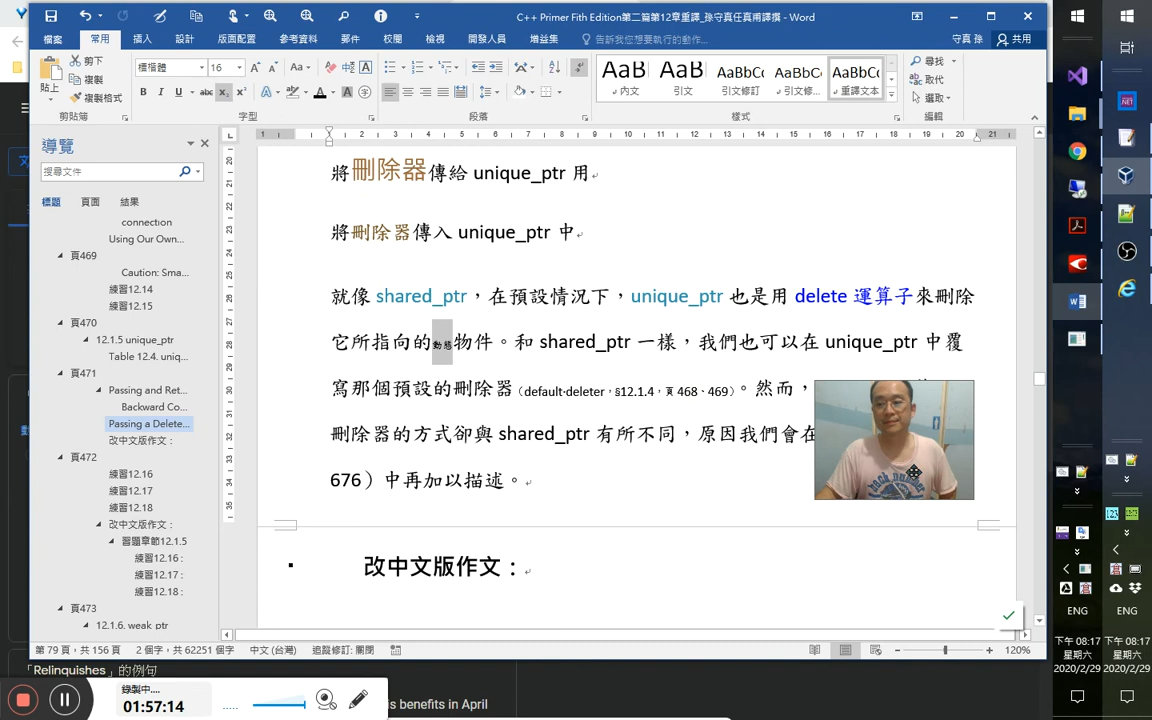 C++ Primer Fith Edition第二篇第12章重譯_孫守真任真甫譯撰 - Word
檔案 常用 插入 設計 版面配置 參考資料 郵件 校閱 檢視 開發人員 增益集 告訴我您想要執行的動作... 守真 孫 共用
貼上 剪下 複製 複製格式 剪貼簿
標楷體 16 字型
段落
AaB 內文 AaB 引文 AaBbCc 引文修訂 AaBbCc 引文修... AaBbCc 重譯文本 樣式
尋找 取代 選取 編輯
導覽
搜尋文件
標題 頁面 結果
connection
Using Our Own...
頁469
Caution: Sma...
練習12.14
練習12.15
頁470
12.1.5 unique_ptr
Table 12.4. uniq...
頁471
Passing and Ret...
Backward Co...
Passing a Delete...
改中文版作文：
頁472
練習12.16
練習12.17
練習12.18
改中文版作文：
習題章節12.1.5
練習12.16：
練習12.17：
練習12.18：
頁473
12.1.6. weak_ptr
將刪除器傳給 unique_ptr 用
將刪除器傳入 unique_ptr 中
就像 shared_ptr，在預設情況下，unique_ptr 也是用 delete 運算子來刪除
它所指向的動態物件。和 shared_ptr 一樣，我們也可以在 unique_ptr 中覆
寫那個預設的刪除器（default·deleter，§12.1.4，頁 468、469）。然而，
刪除器的方式卻與 shared_ptr 有所不同，原因我們會在
676）中再加以描述。
改中文版作文：
第 79 頁，共 156 頁 2 個字，共 62251 個字 中文 (台灣) 追蹤修訂: 關閉 120%
「Relinquishes」的例句
錄製中....
01:57:14
is benefits in April
ENG ENG
下午 08:17 下午 08:17
星期六 星期六
2020/2/29 2020/2/29